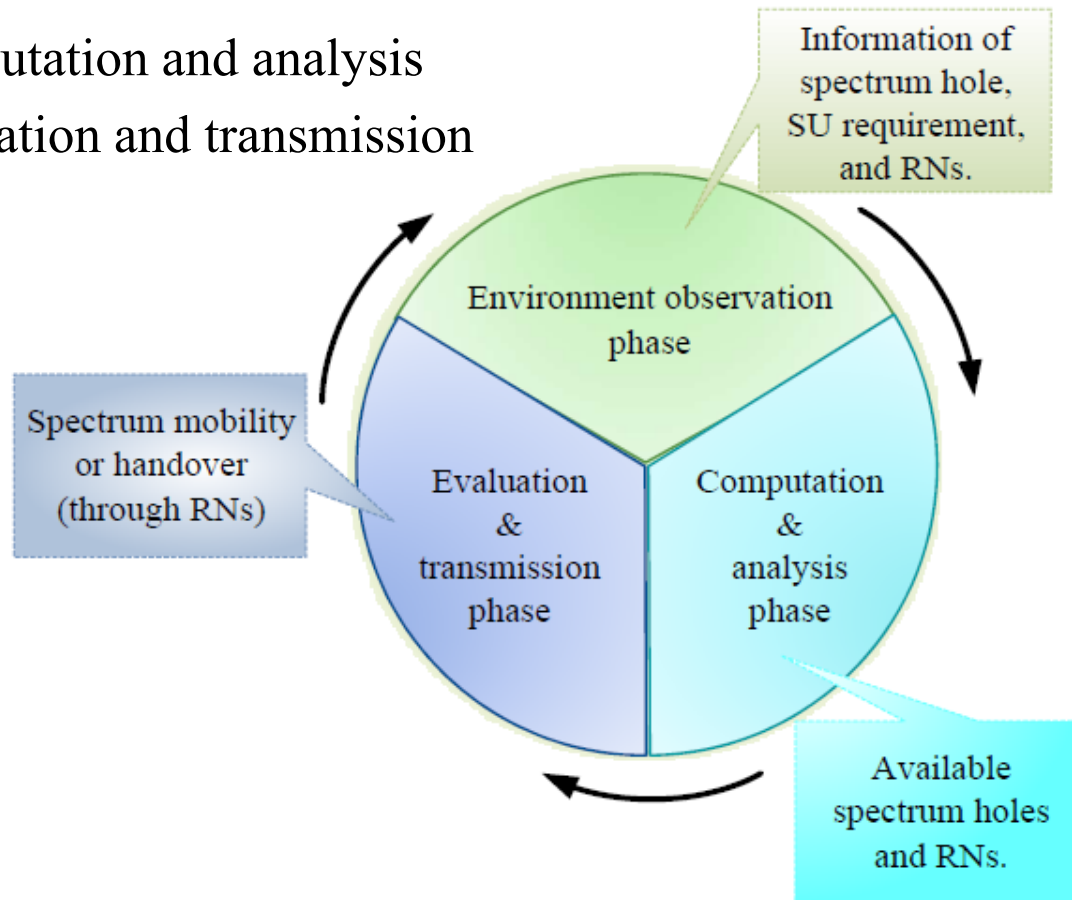 utation and analysis
ation and transmission
Information of
spectrum hole,
SU requirement,
and RNs.
Environment observation
phase
Spectrum mobility
or handover
(through RNs)
Evaluation
&
transmission
phase
Computation
&
analysis
phase
Available
spectrum holes
and RNs.